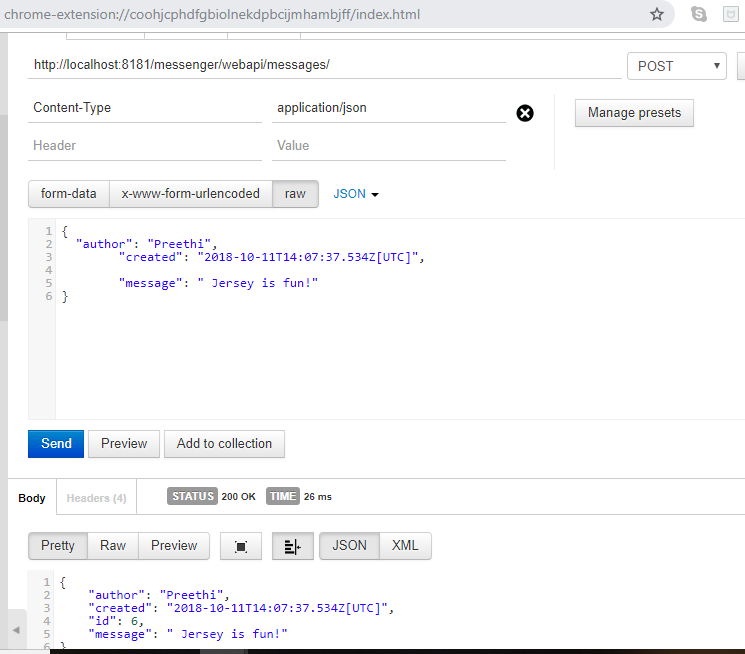 chrome-extension://coohjcphdfgbiolnekdpbcijmhambjff/index.html
http://localhost:8181/messenger/webapi/messages/ POST
Content-Type application/json Manage presets
Header Value
form-data x-www-form-urlencoded raw JSON
1 {
2 "author": "Preethi",
3 "created": "2018-10-11T14:07:37.534Z[UTC]",
4
5 "message": " Jersey is fun!"
6 }
Send Preview Add to collection
Body Headers (4) STATUS 200 OK TIME 26 ms
Pretty Raw Preview JSON XML
1 {
2 "author": "Preethi",
3 "created": "2018-10-11T14:07:37.534Z[UTC]",
4 "id": 6,
5 "message": " Jersey is fun!"
6 }